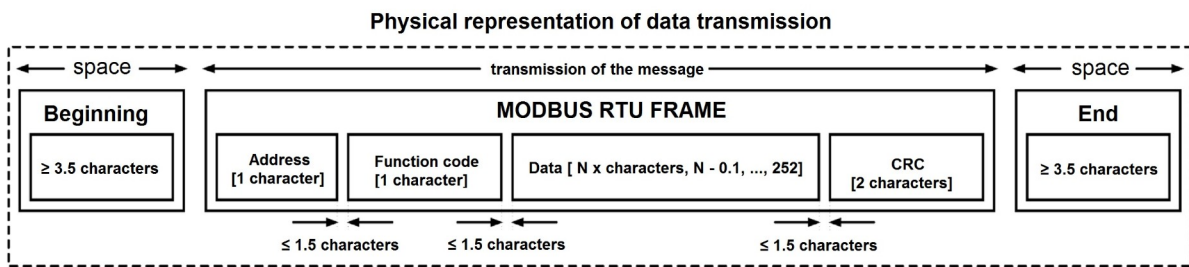 Physical representation of data transmission
space
transmission of the message
space
Beginning
MODBUS RTU FRAME
End
≥ 3.5 characters
Address
[1 character]
Function code
[1 character]
Data [ N x characters, N - 0.1, ..., 252]
CRC
[2 characters]
≥ 3.5 characters
≤ 1.5 characters
≤ 1.5 characters
≤ 1.5 characters